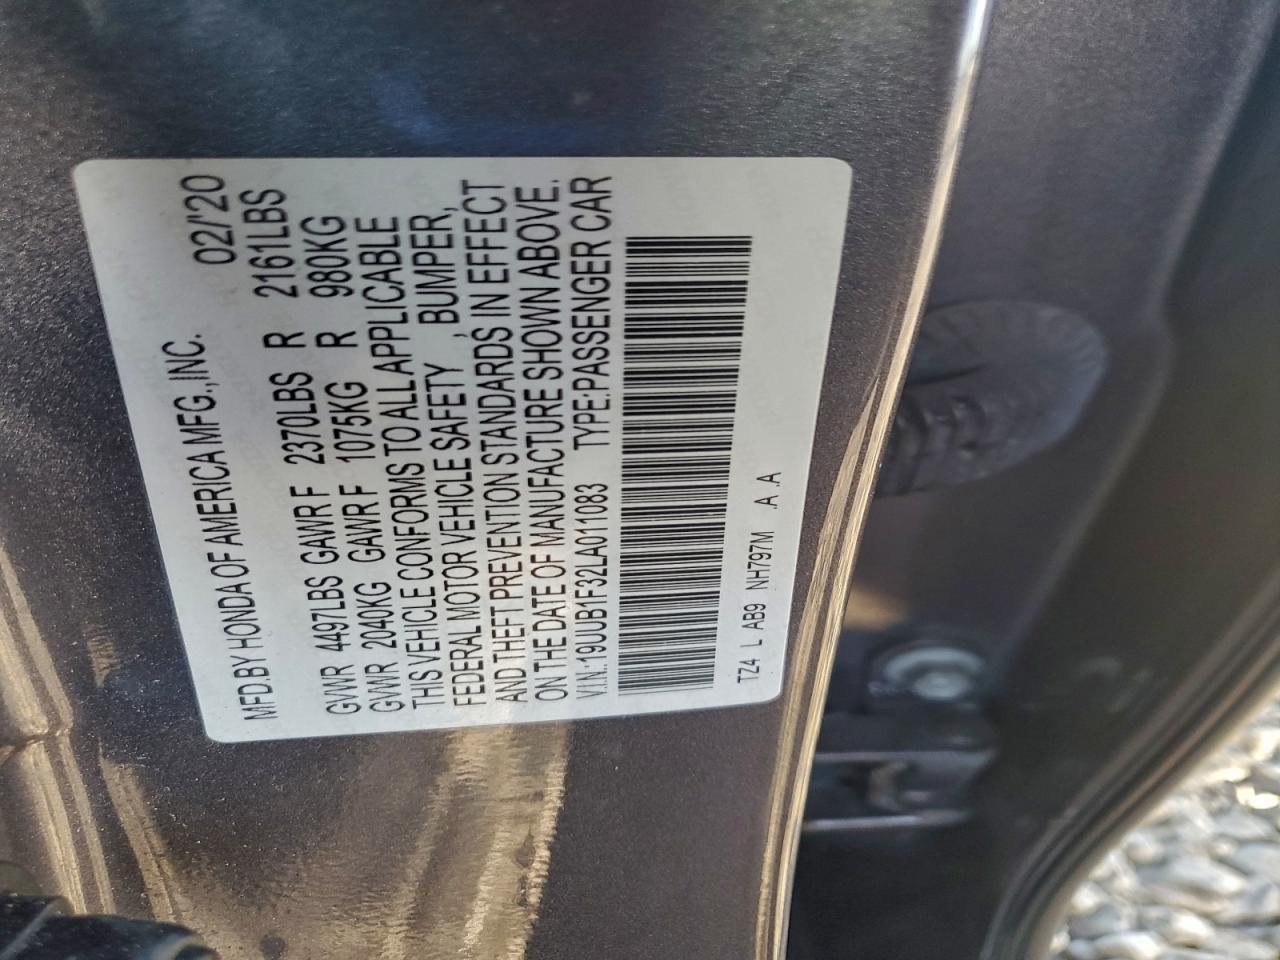 MFD.BY HONDA OF AMERICA MFG.,INC. 02/'20
GVWR 4497LBS GAWR F 2370LBS R 2161LBS
GVWR 2040KG GAWR F 1075KG R 980KG
THIS VEHICLE CONFORMS TO ALL APPLICABLE
FEDERAL MOTOR VEHICLE SAFETY , BUMPER,
AND THEFT PREVENTION STANDARDS IN EFFECT
ON THE DATE OF MANUFACTURE SHOWN ABOVE.
V.I.N.:19UUB1F32LA011083 TYPE:PASSENGER CAR
TZ4 L AB9 NH797M .A .A